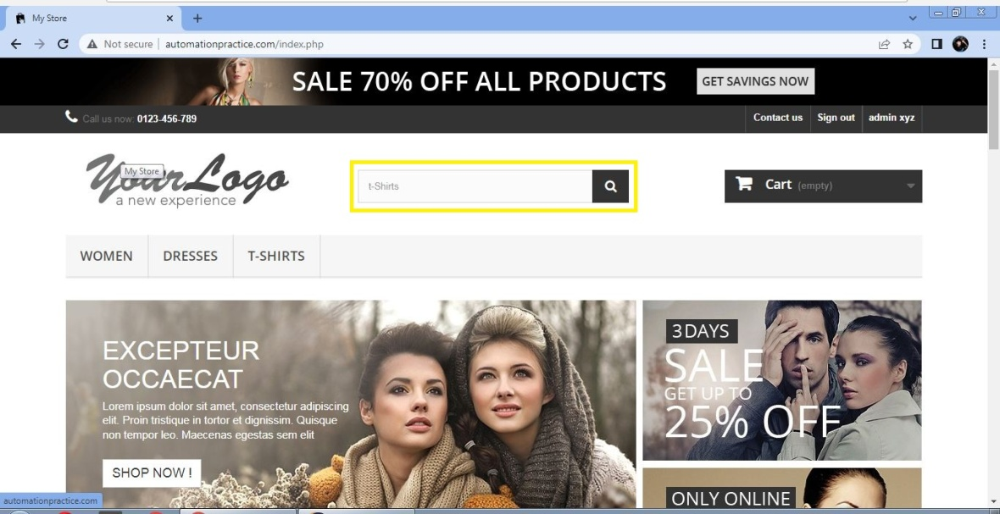 My Store
Not secure
automationpractice.com/index.php
SALE 70% OFF ALL PRODUCTS
GET SAVINGS NOW
Call us now: 0123-456-789
Contact us
Sign out
admin xyz
Your Logo
My Store
a new experience
t-Shirts
Cart (empty)
WOMEN
DRESSES
T-SHIRTS
EXCEPTEUR
OCCAECAT
Lorem ipsum dolor sit amet, consectetur adipiscing
elit. Proin tristique in tortor et dignissim. Quisque
non tempor leo. Maecenas egestas sem elit
SHOP NOW !
3 DAYS
SALE
GET UP TO
25% OFF
ONLY ONLINE
automationpractice.com